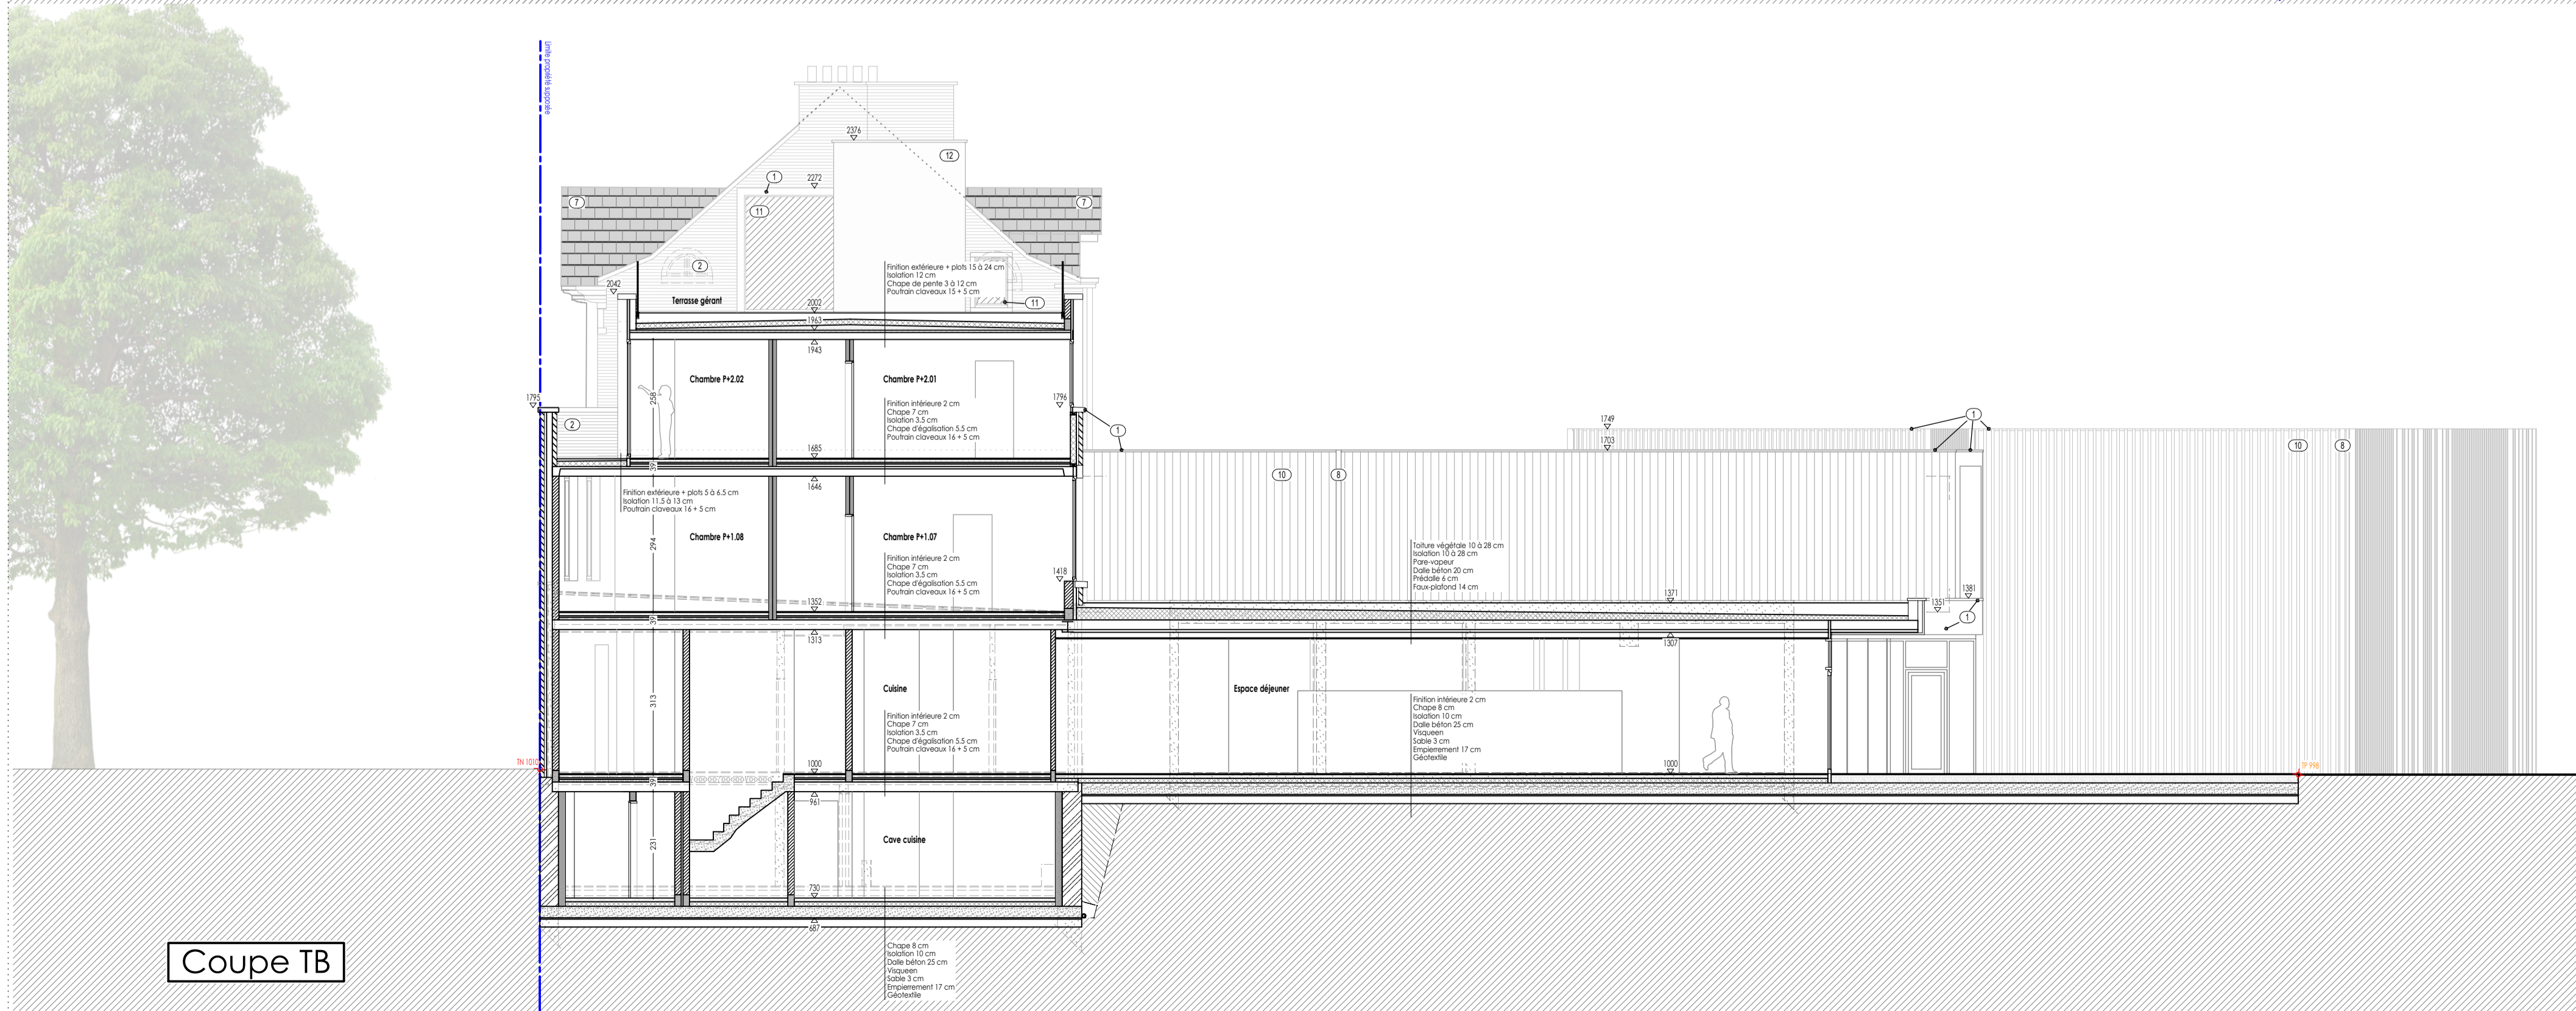 Limite propriété supposée
2376
12
1
2272
7
11
7
2
Finition extérieure + plots 15 à 24 cm
Isolation 12 cm
Chape de pente 3 à 12 cm
Poutrain claveaux 15 + 5 cm
2042
Terrasse gérant
2002
11
1963
1943
Chambre P+2.02
Chambre P+2.01
258
1795
1796
Finition intérieure 2 cm
Chape 7 cm
Isolation 3.5 cm
Chape d'égalisation 5.5 cm
Poutrain claveaux 16 + 5 cm
2
1
1749
1
1703
10
8
1685
39
10
8
1646
Finition extérieure + plots 5 à 6.5 cm
Isolation 11.5 à 13 cm
Poutrain claveaux 16 + 5 cm
294
Chambre P+1.08
Chambre P+1.07
Finition intérieure 2 cm
Chape 7 cm
Isolation 3.5 cm
Chape d'égalisation 5.5 cm
Poutrain claveaux 16 + 5 cm
1418
Toiture végétale 10 à 28 cm
Isolation 10 à 28 cm
Pare-vapeur
Dalle béton 20 cm
Prédalle 6 cm
Faux-plafond 14 cm
1352
1371
1351
1381
39
1
1313
1307
Cuisine
Espace déjeuner
313
Finition intérieure 2 cm
Chape 8 cm
Isolation 10 cm
Dalle béton 25 cm
Visqueen
Sable 3 cm
Empierrement 17 cm
Géotextile
Finition intérieure 2 cm
Chape 7 cm
Isolation 3.5 cm
Chape d'égalisation 5.5 cm
Poutrain claveaux 16 + 5 cm
TN 1010
1000
1000
TP 998
39
961
231
Cave cuisine
730
687
Chape 8 cm
Isolation 10 cm
Dalle béton 25 cm
Visqueen
Sable 3 cm
Empierrement 17 cm
Géotextile
Coupe TB